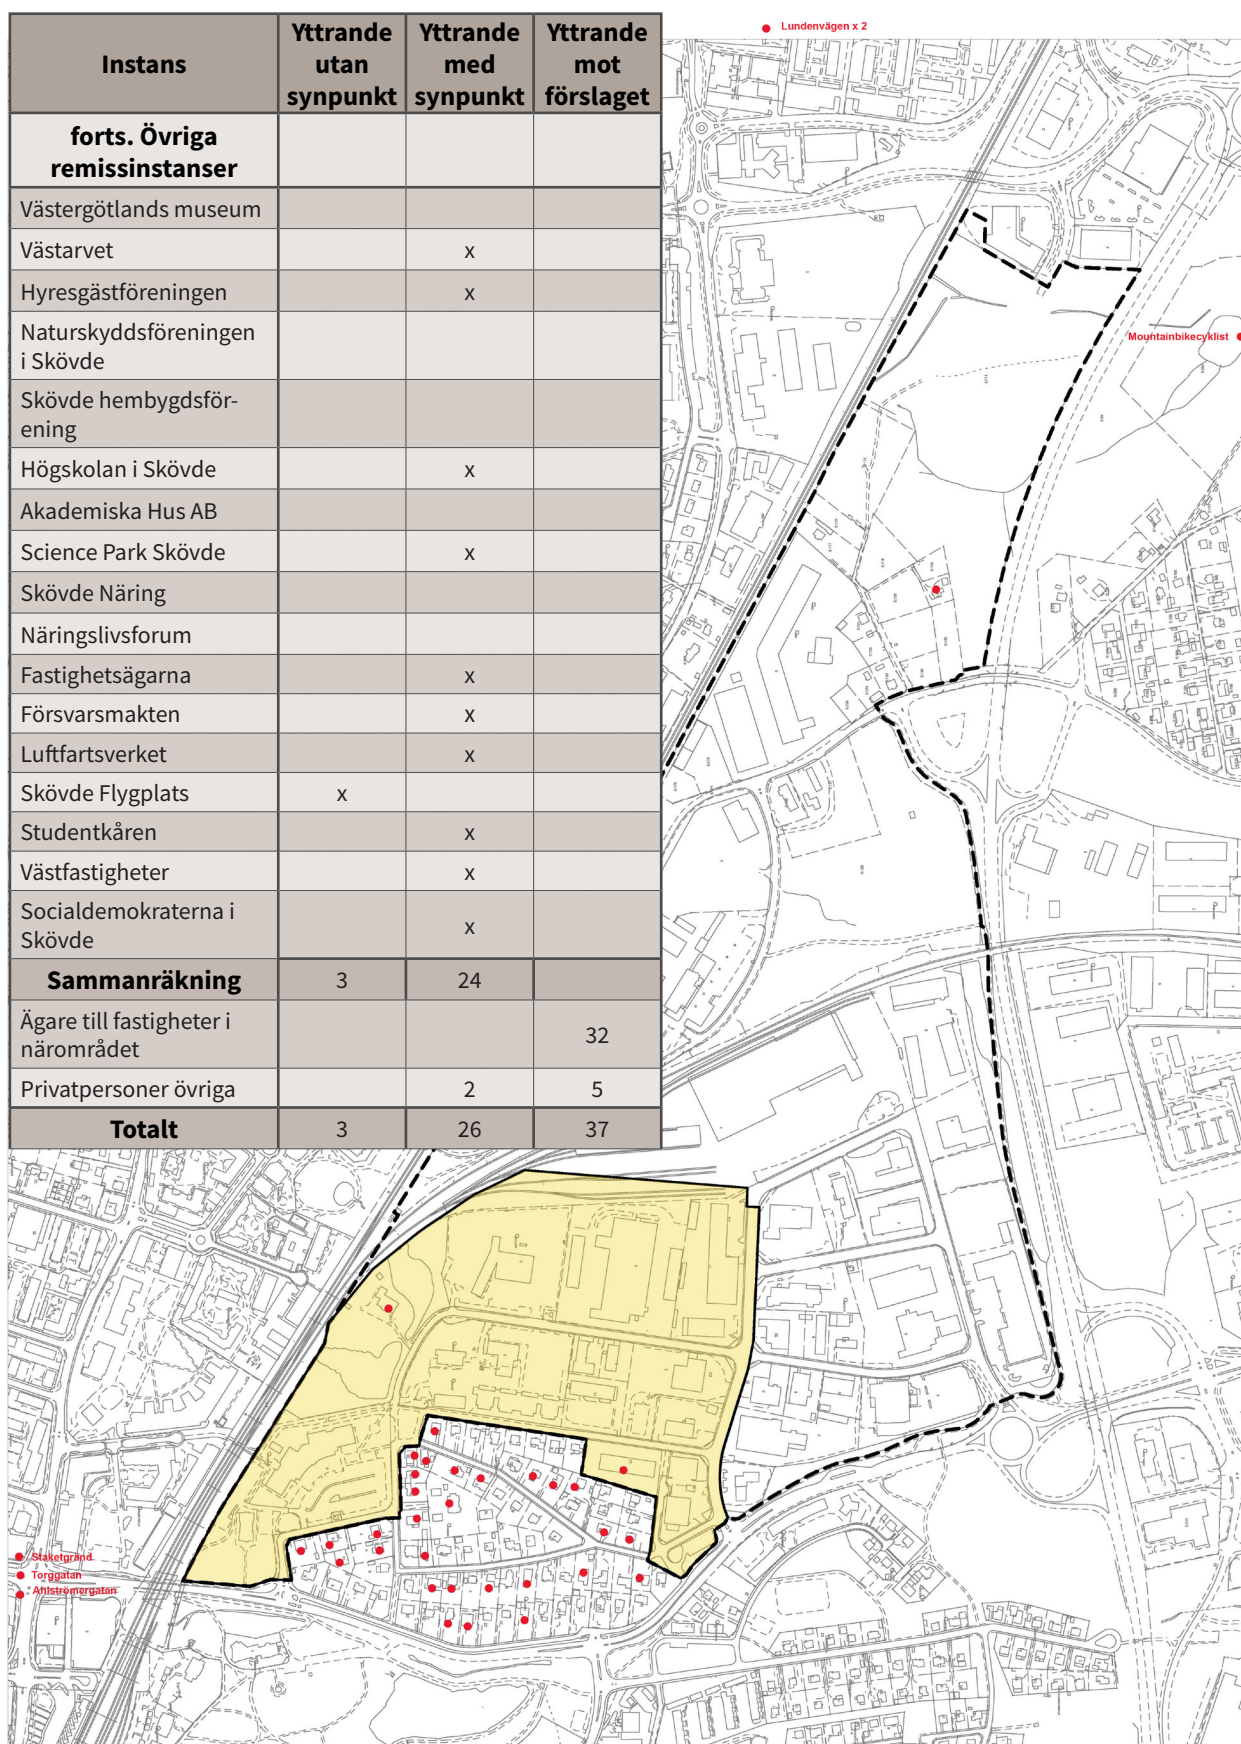 Instans
Yttrande
utan
synpunkt
Yttrande
med
synpunkt
Yttrande
mot
förslaget
forts. Övriga
remissinstanser
Västergötlands museum
Västarvet x
Hyresgästföreningen x
Naturskyddsföreningen
i Skövde
Skövde hembygdsför-
ening
Högskolan i Skövde x
Akademiska Hus AB
Science Park Skövde x
Skövde Näring
Näringslivsforum
Fastighetsägarna x
Försvarsmakten x
Luftfartsverket x
Skövde Flygplats x
Studentkåren x
Västfastigheter x
Socialdemokraterna i
Skövde x
Sammanräkning 3 24
Ägare till fastigheter i
närområdet 32
Privatpersoner övriga 2 5
Totalt 3 26 37
Lundenvägen x 2
Mountainbikecyklist
Staketgränd
Torggatan
Ahlströmergatan